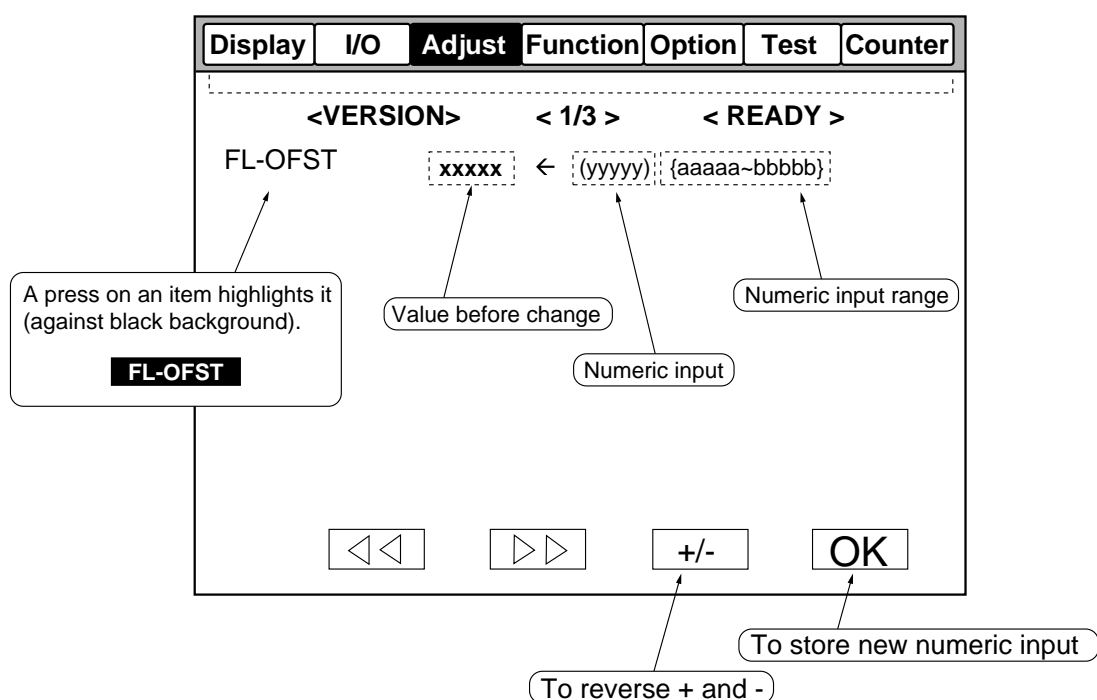 Display I/O Adjust Function Option Test Counter
<VERSION> < 1/3 > < READY >
FL-OFST xxxxx ← (yyyyy) {aaaaa~bbbbb}
A press on an item highlights it
(against black background).
FL-OFST
Value before change
Numeric input range
Numeric input
+/- OK
To store new numeric input
To reverse + and -